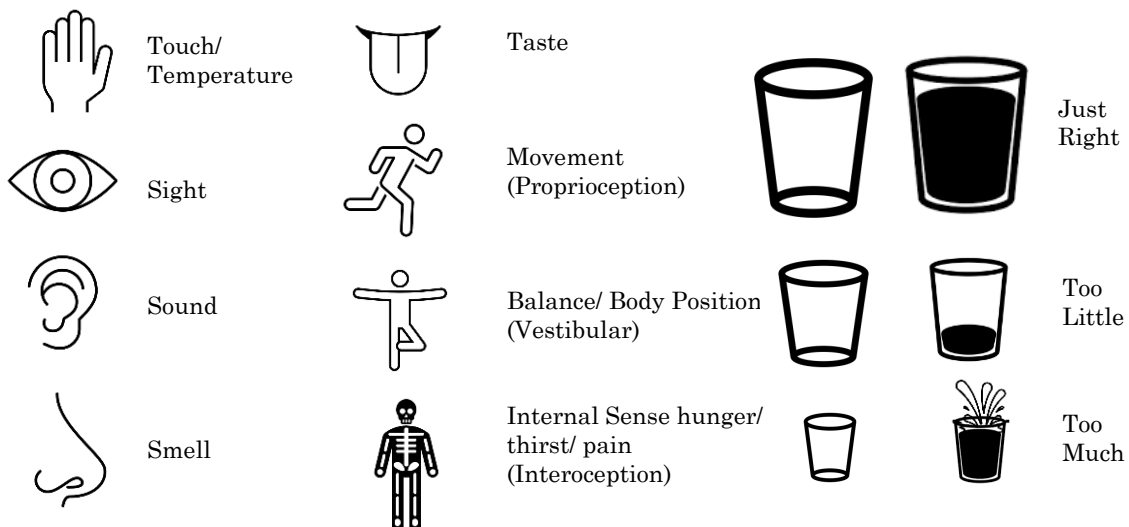 Touch/
Temperature
Taste
Just
Right
Sight
Movement
(Proprioception)
Sound
Balance/ Body Position
(Vestibular)
Too
Little
Smell
Internal Sense hunger/
thirst/ pain
(Interoception)
Too
Much